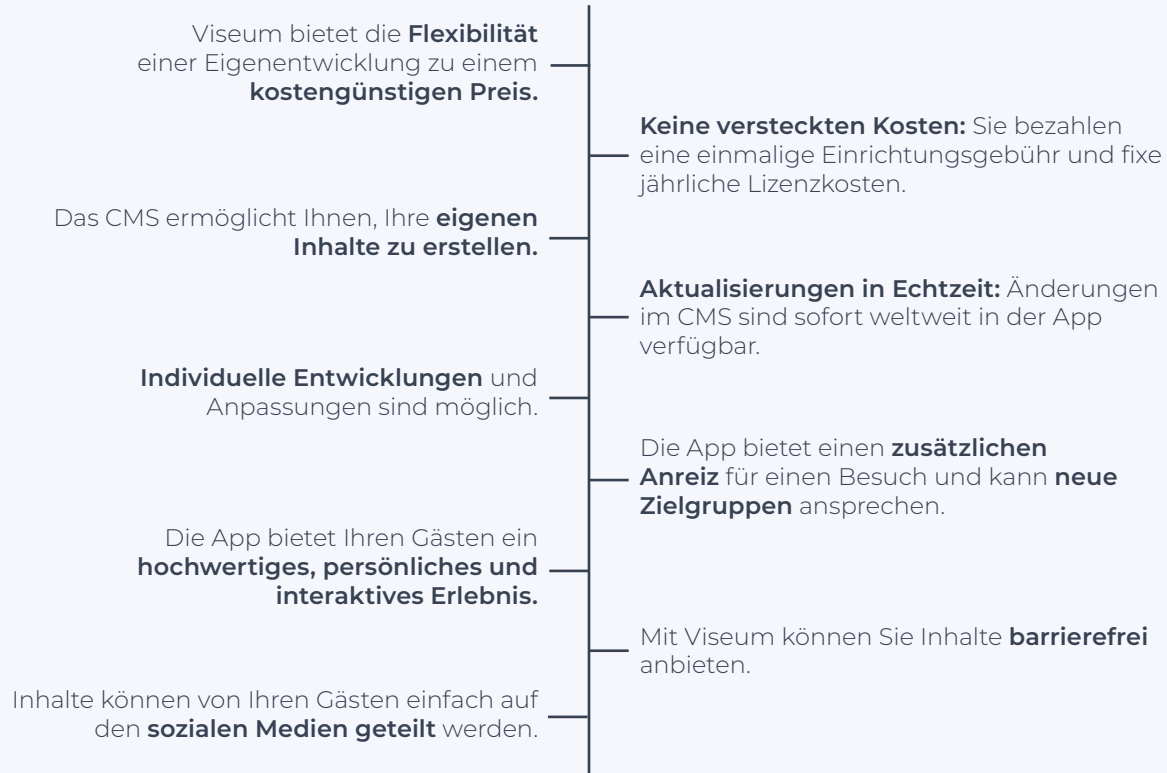 Viseum bietet die Flexibilität
einer Eigenentwicklung zu einem
kostengünstigen Preis.
Keine versteckten Kosten: Sie bezahlen
eine einmalige Einrichtungsgebühr und fixe
jährliche Lizenzkosten.
Das CMS ermöglicht Ihnen, Ihre eigenen
Inhalte zu erstellen.
Aktualisierungen in Echtzeit: Änderungen
im CMS sind sofort weltweit in der App
verfügbar.
Individuelle Entwicklungen und
Anpassungen sind möglich.
Die App bietet einen zusätzlichen
Anreiz für einen Besuch und kann neue
Zielgruppen ansprechen.
Die App bietet Ihren Gästen ein
hochwertiges, persönliches und
interaktives Erlebnis.
Mit Viseum können Sie Inhalte barrierefrei
anbieten.
Inhalte können von Ihren Gästen einfach auf
den sozialen Medien geteilt werden.